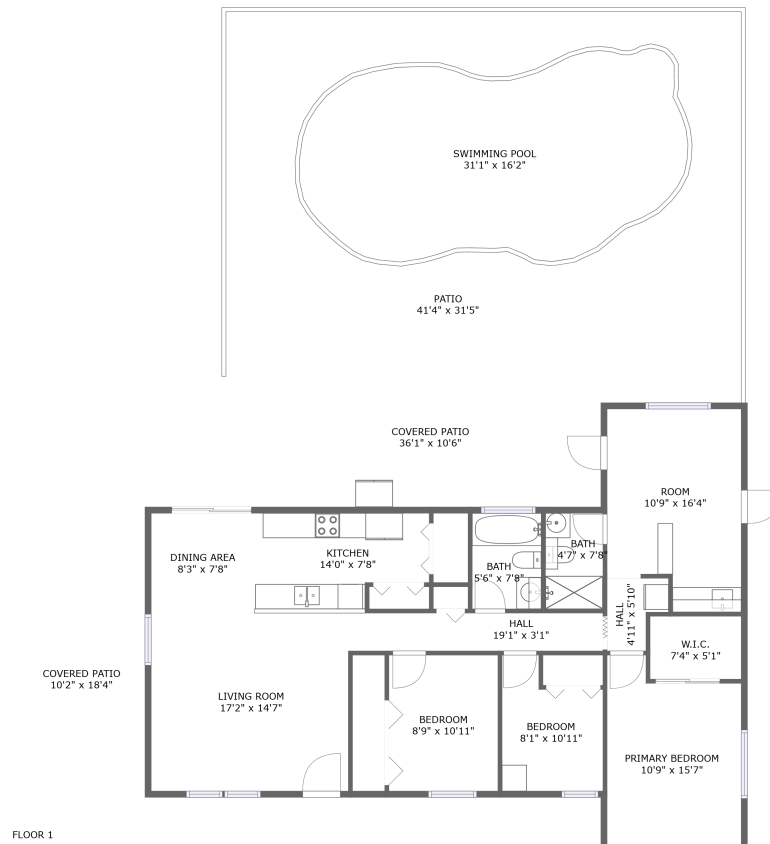 SWIMMING POOL
31'1" x 16'2"
PATIO
41'4" x 31'5"
COVERED PATIO
36'1" x 10'6"
ROOM
10'9" x 16'4"
DINING AREA
8'3" x 7'8"
KITCHEN
14'0" x 7'8"
BATH
5'6" x 7'8"
BATH
4'7" x 7'8"
HALL
19'1" x 3'1"
HALL
4'11" x 5'10"
W.I.C.
7'4" x 5'1"
COVERED PATIO
10'2" x 18'4"
LIVING ROOM
17'2" x 14'7"
BEDROOM
8'9" x 10'11"
BEDROOM
8'1" x 10'11"
PRIMARY BEDROOM
10'9" x 15'7"
FLOOR 1